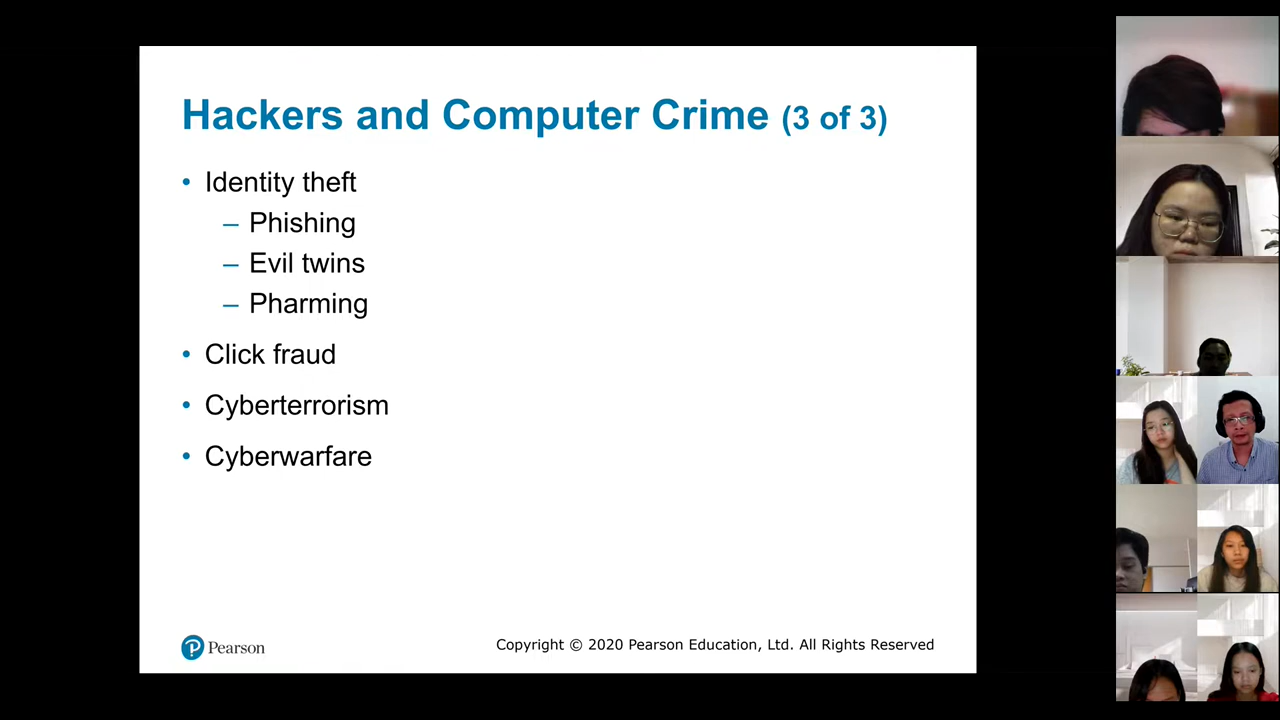 Hackers and Computer Crime (3 of 3)
• Identity theft
– Phishing
– Evil twins
– Pharming
• Click fraud
• Cyberterrorism
• Cyberwarfare
P Pearson
Copyright © 2020 Pearson Education, Ltd. All Rights Reserved